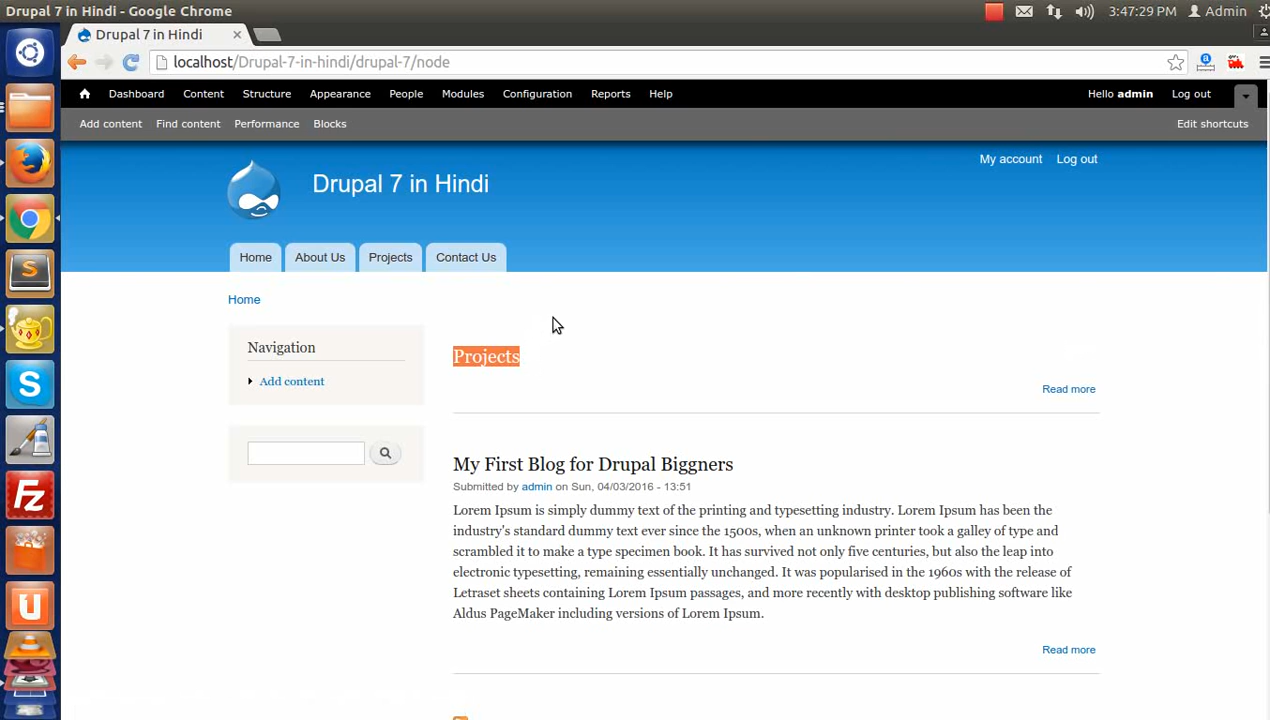 Drupal 7 in Hindi - Google Chrome
3:47:29 PM Admin
Drupal 7 in Hindi
localhost/Drupal-7-in-hindi/drupal-7/node
Dashboard Content Structure Appearance People Modules Configuration Reports Help Hello admin Log out
Add content Find content Performance Blocks Edit shortcuts
My account Log out
Drupal 7 in Hindi
Home About Us Projects Contact Us
Home
Navigation
Add content
Projects
Read more
My First Blog for Drupal Biggners
Submitted by admin on Sun, 04/03/2016 - 13:51
Lorem Ipsum is simply dummy text of the printing and typesetting industry. Lorem Ipsum has been the
industry's standard dummy text ever since the 1500s, when an unknown printer took a galley of type and
scrambled it to make a type specimen book. It has survived not only five centuries, but also the leap into
electronic typesetting, remaining essentially unchanged. It was popularised in the 1960s with the release of
Letraset sheets containing Lorem Ipsum passages, and more recently with desktop publishing software like
Aldus PageMaker including versions of Lorem Ipsum.
Read more